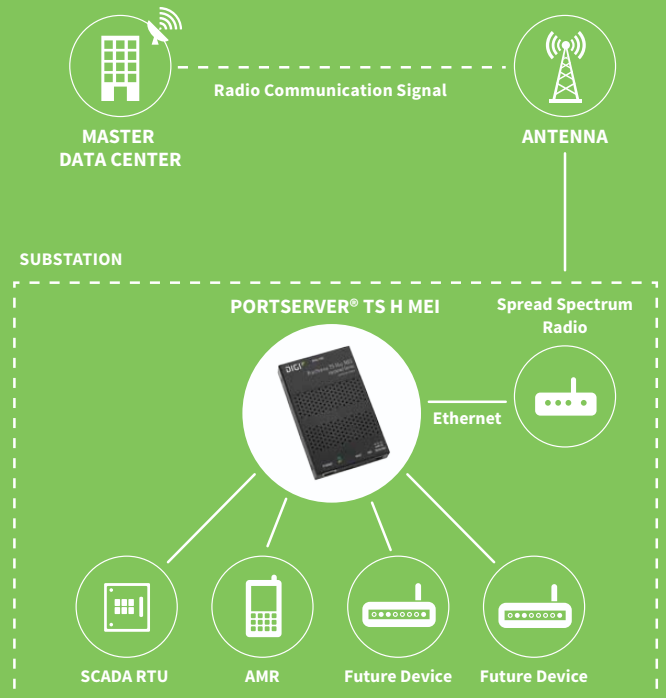 Radio Communication Signal
MASTER
DATA CENTER
ANTENNA
SUBSTATION
PORTSERVER® TS H MEI
Spread Spectrum
Radio
DIGI
Ethernet
SCADA RTU
AMR
Future Device
Future Device